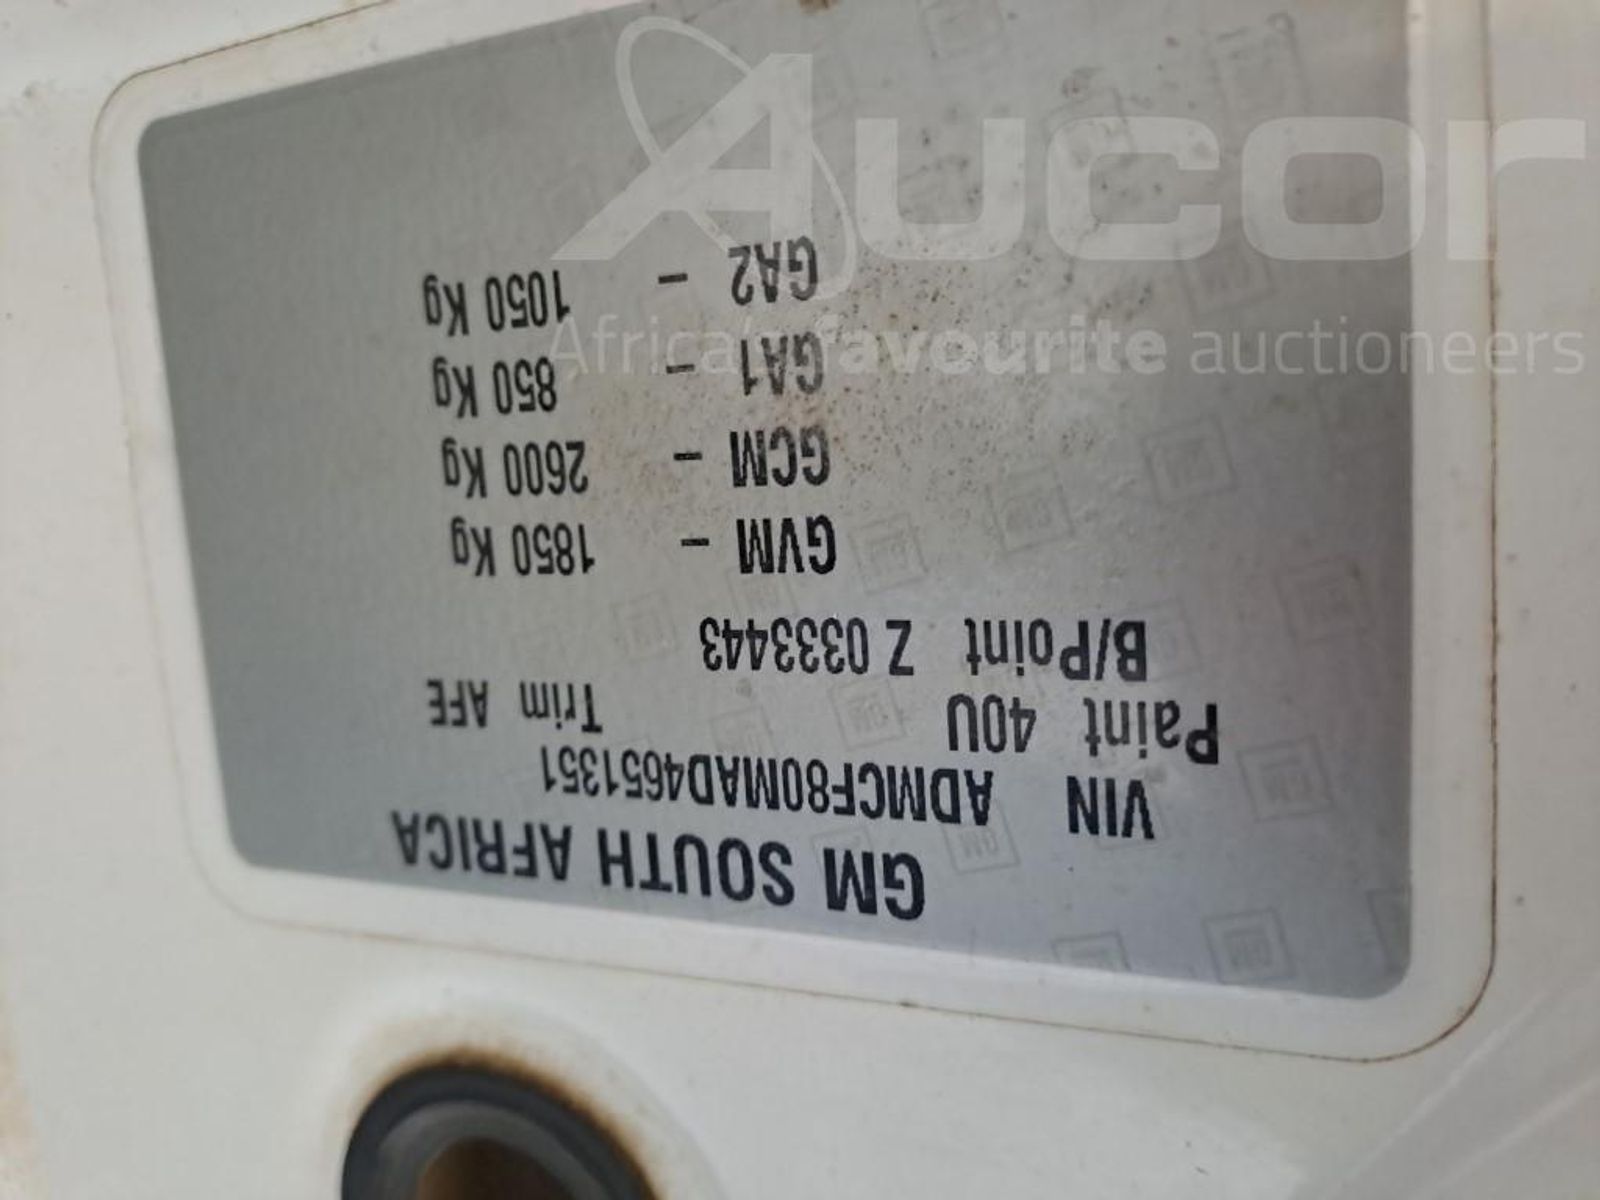 GM SOUTH AFRICA
VIN ADMCF80MAD4651351
Paint 40U Trim AFE
B/Point Z 0333443
GVM - 1850 Kg
GCM - 2600 Kg
GA1 - 850 Kg
GA2 - 1050 Kg
Aucor
Africa's favourite auctioneers